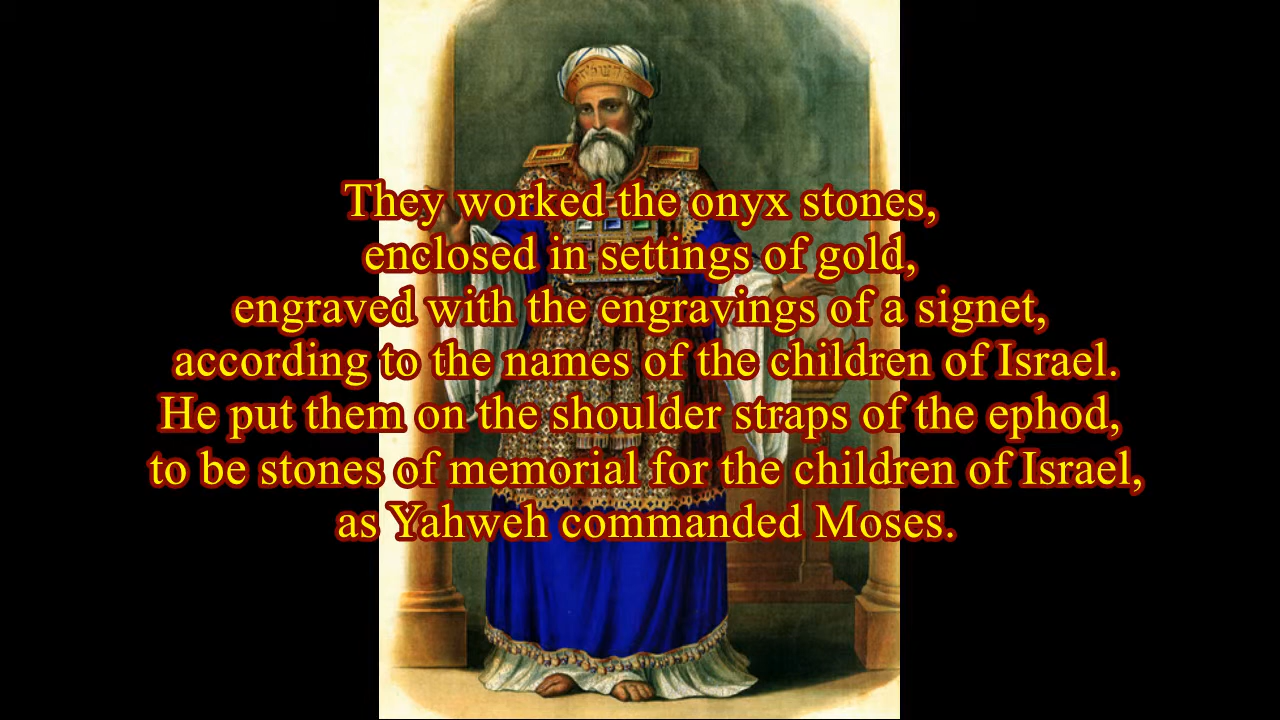 They worked the onyx stones,
enclosed in settings of gold,
engraved with the engravings of a signet,
according to the names of the children of Israel.
He put them on the shoulder straps of the ephod,
to be stones of memorial for the children of Israel,
as Yahweh commanded Moses.